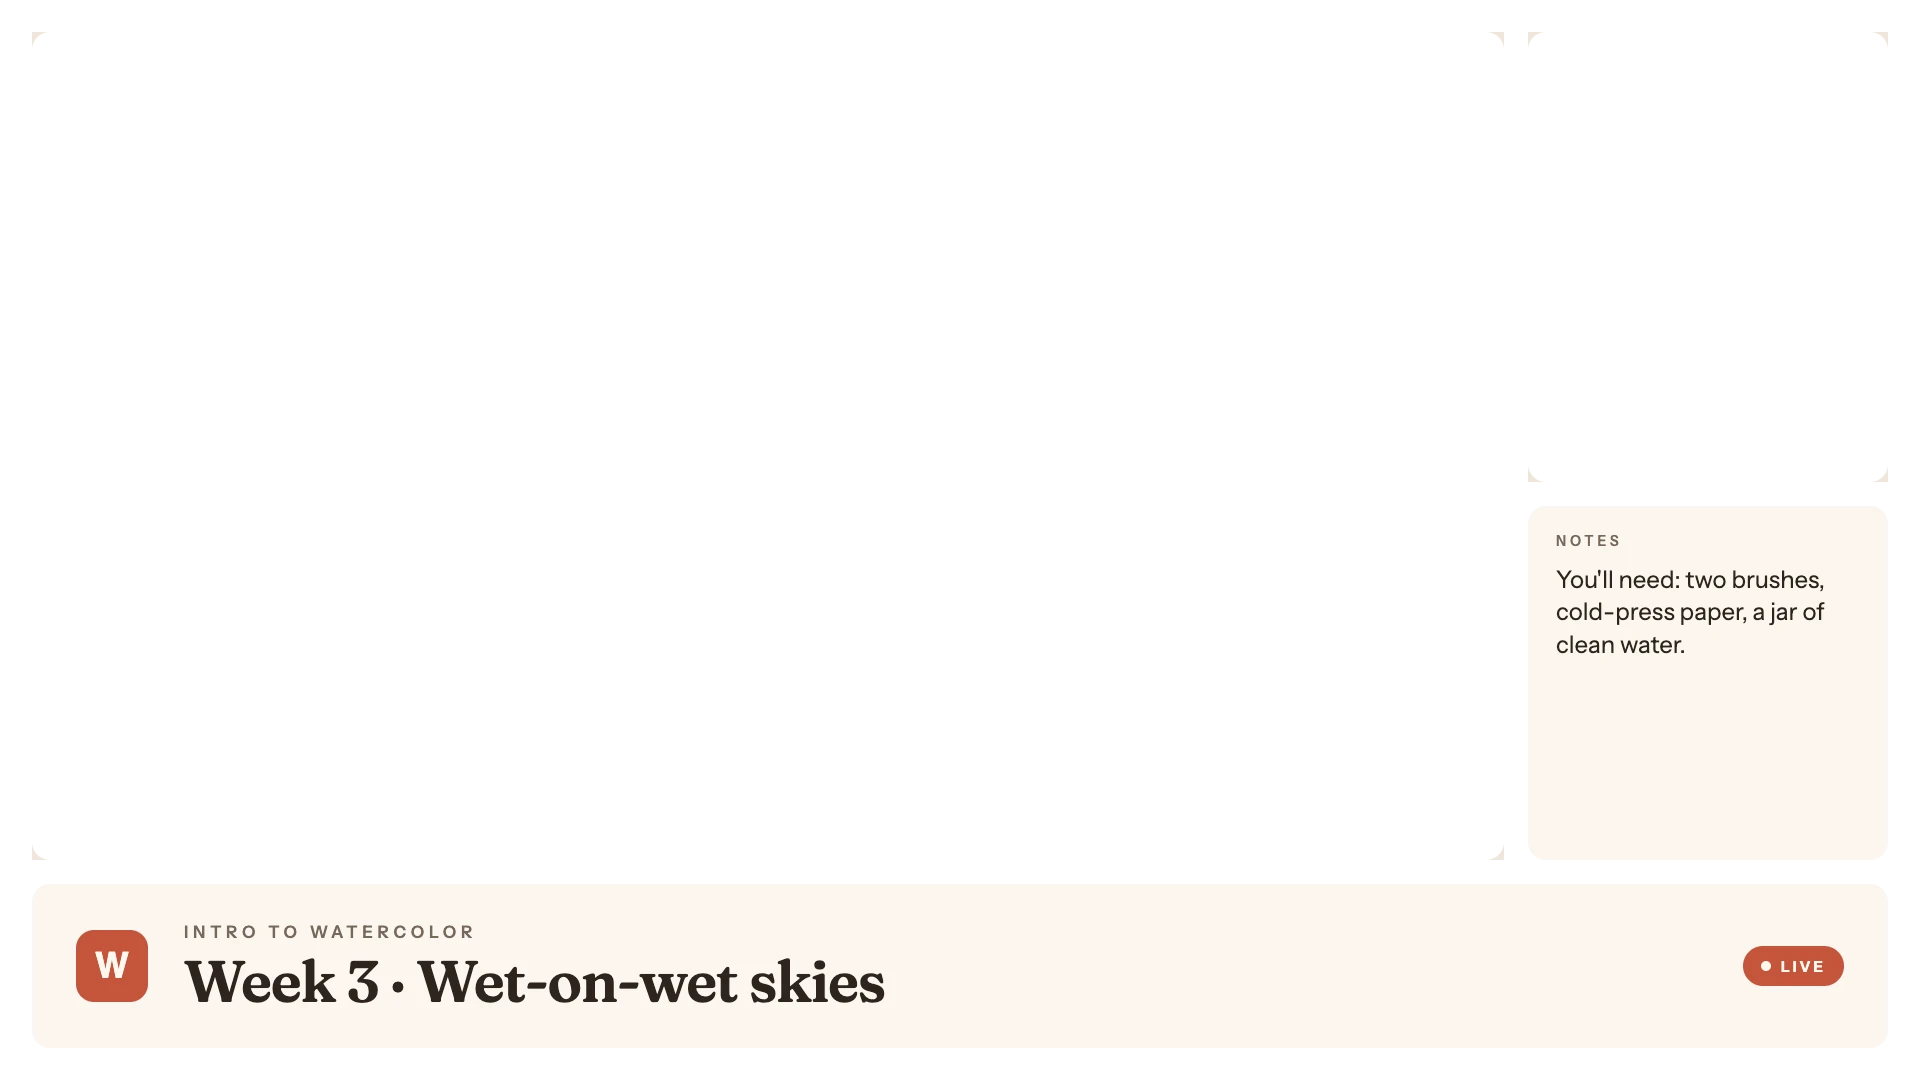 NOTES
You'll need: two brushes,
cold-press paper, a jar of
clean water.
W
INTRO TO WATERCOLOR
Week 3 · Wet-on-wet skies
LIVE